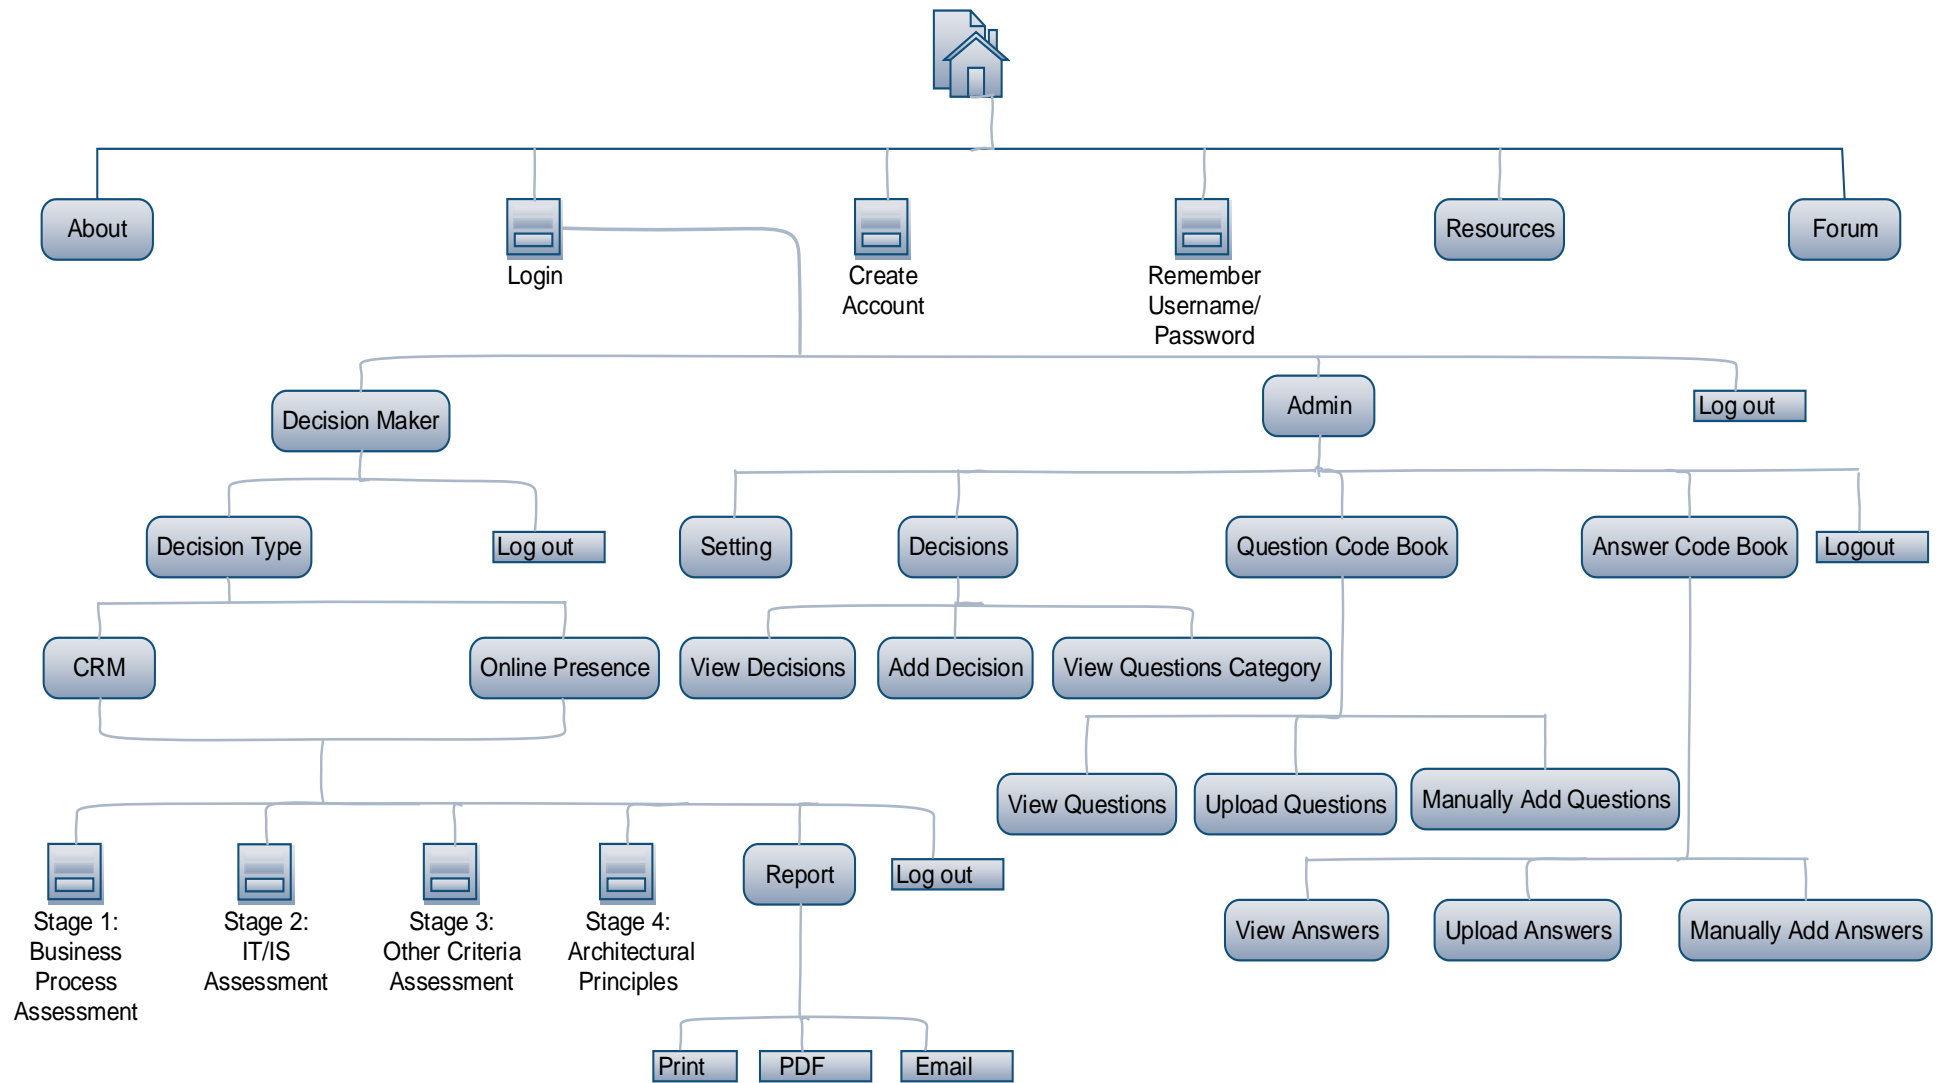 About
Login
Create
Account
Remember
Username/
Password
Resources
Forum
Decision Maker
Admin
Log out
Decision Type
Log out
Setting
Decisions
Question Code Book
Answer Code Book
Logout
CRM
Online Presence
View Decisions
Add Decision
View Questions Category
View Questions
Upload Questions
Manually Add Questions
Stage 1:
Business
Process
Assessment
Stage 2:
IT/IS
Assessment
Stage 3:
Other Criteria
Assessment
Stage 4:
Architectural
Principles
Report
Log out
View Answers
Upload Answers
Manually Add Answers
Print
PDF
Email